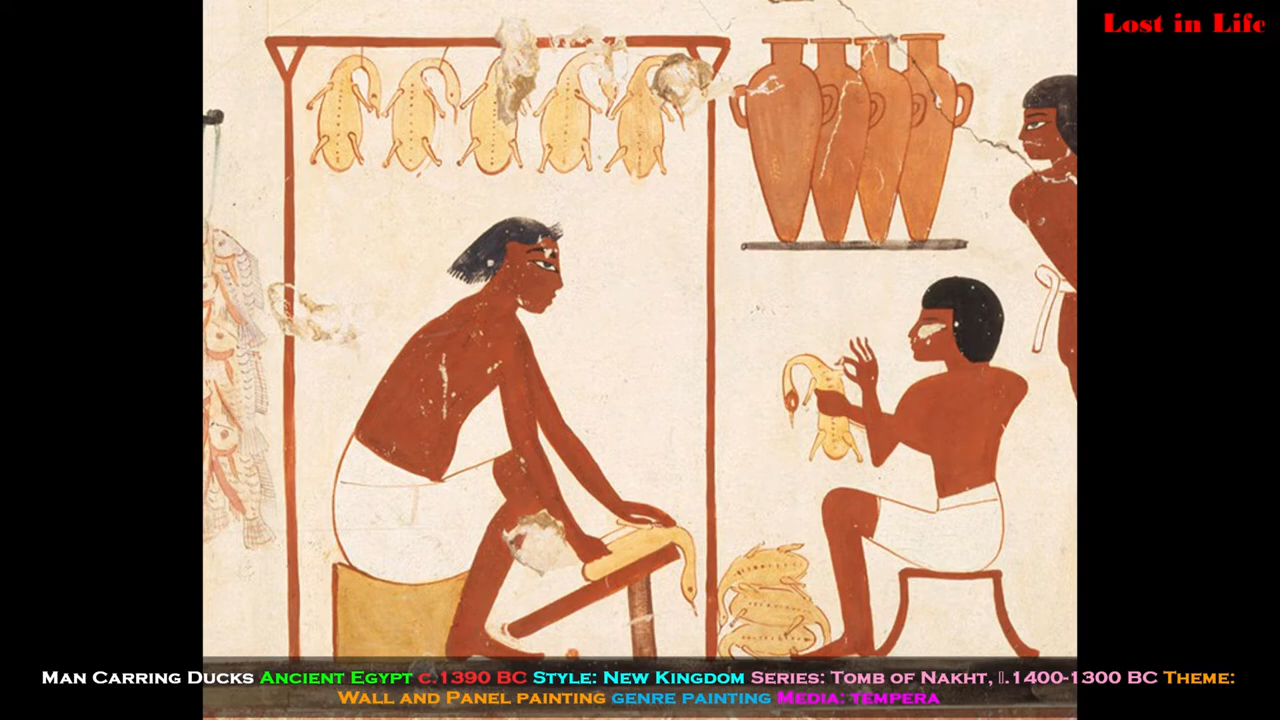 Lost in Life
Man Carring Ducks Ancient Egypt c.1390 BC Style: New Kingdom Series: Tomb of Nakht, .1400-1300 BC Theme:
Wall and Panel painting genre painting Media: tempera